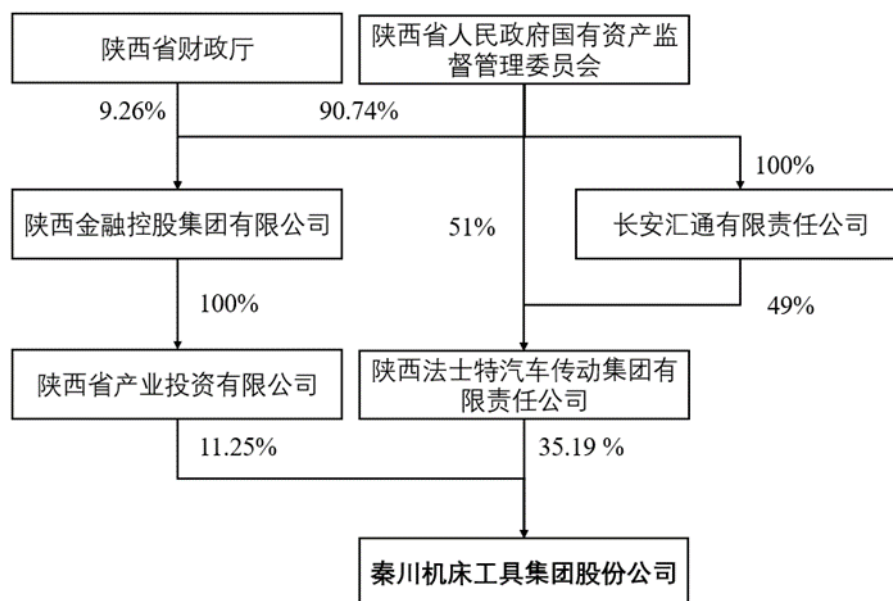 陕西省财政厅
陕西省人民政府国有资产监
督管理委员会
9.26%
90.74%
100%
陕西金融控股集团有限公司
51%
长安汇通有限责任公司
100%
49%
陕西省产业投资有限公司
陕西法士特汽车传动集团有
限责任公司
11.25%
35.19 %
秦川机床工具集团股份公司